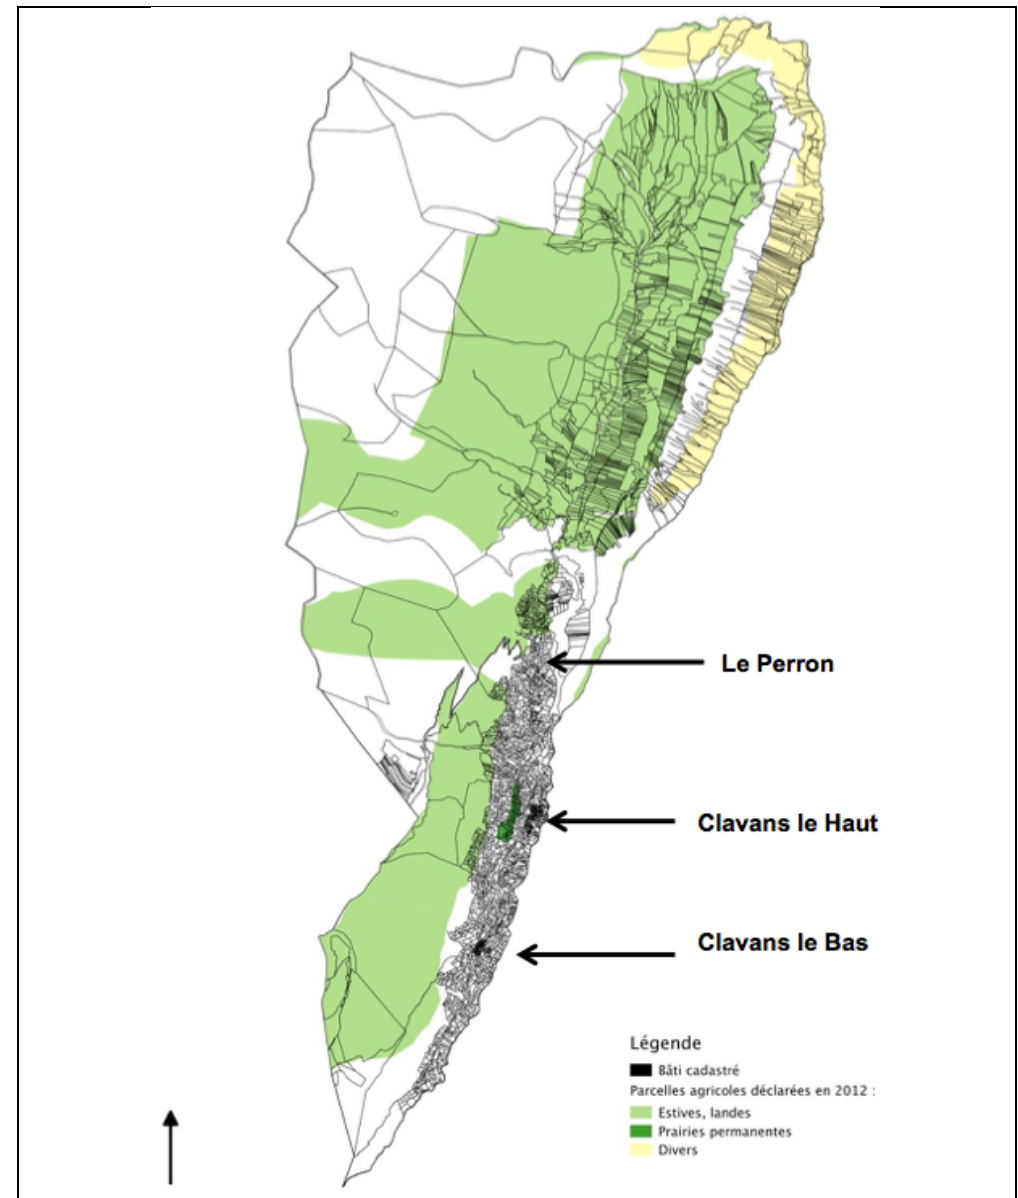 Le Perron
Clavans le Haut
Clavans le Bas
Légende
Bâti cadastré
Parcelles agricoles déclarées en 2012 :
Estives, landes
Prairies permanentes
Divers